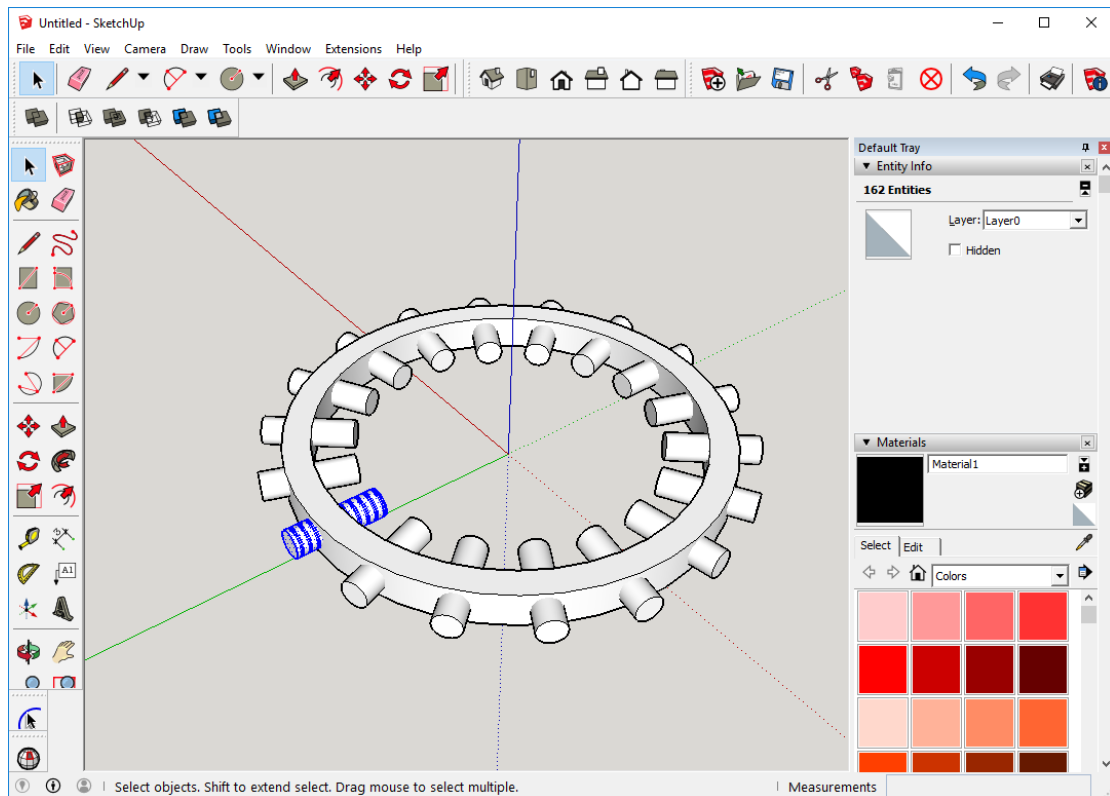 Untitled - SketchUp
File Edit View Camera Draw Tools Window Extensions Help
Default Tray
Entity Info
162 Entities
Layer: Layer0
Hidden
Materials
Material1
Select Edit
Colors
A1
Select objects. Shift to extend select. Drag mouse to select multiple.
Measurements